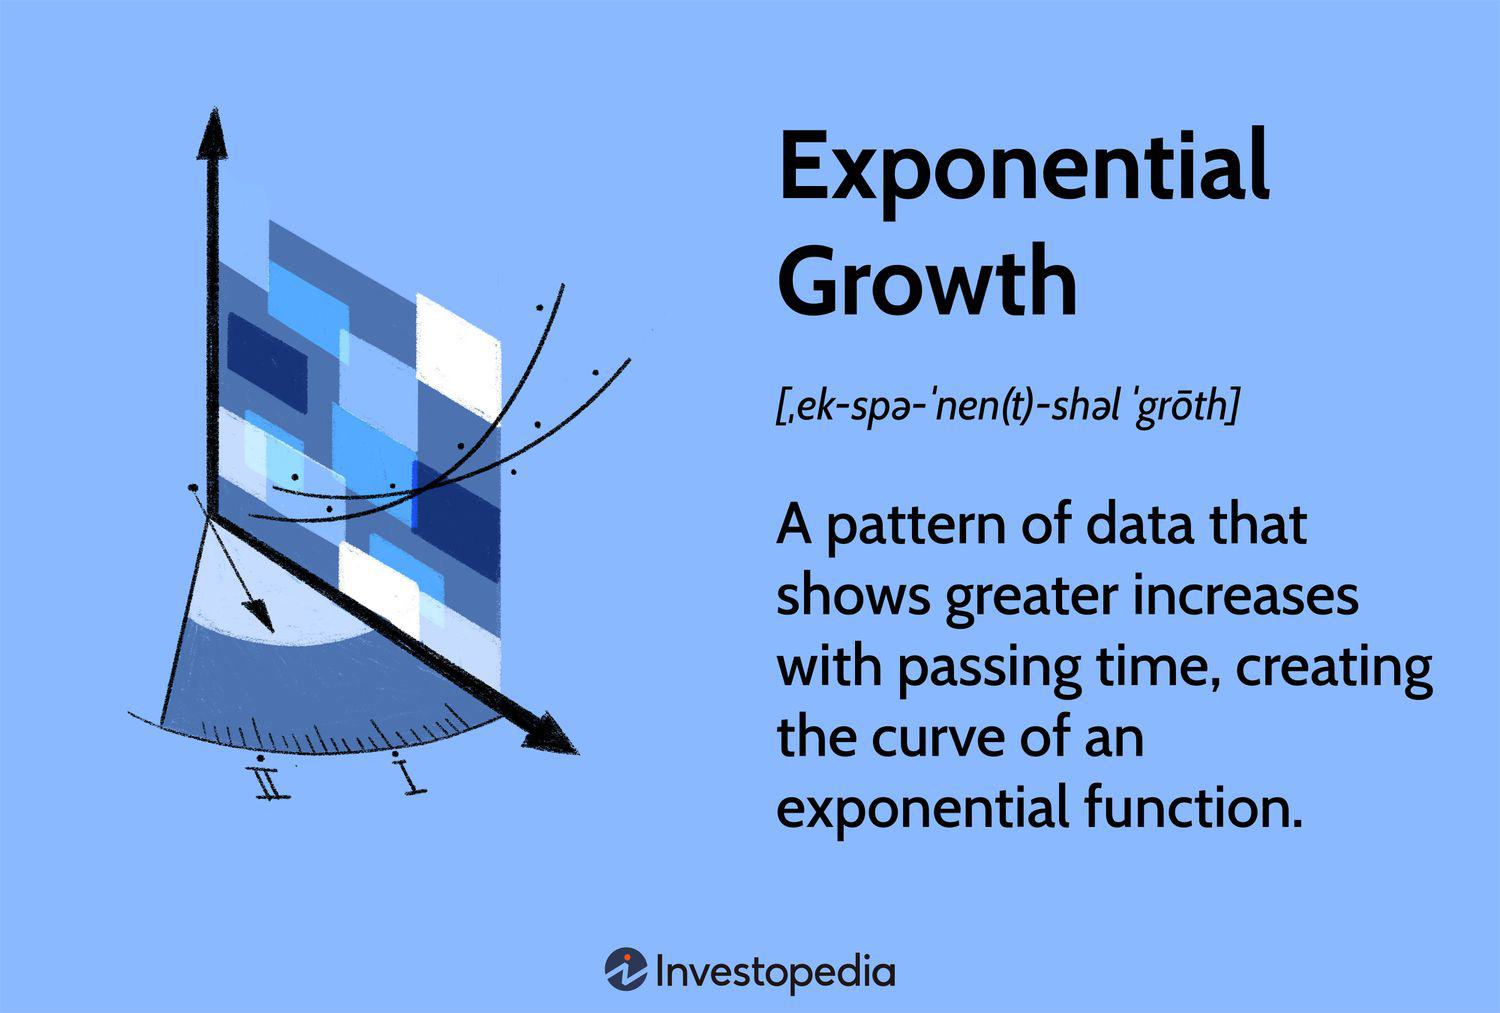 Exponential
Growth
[ˌek-spə-ˈnen(t)-shəl ˈgrōth]
A pattern of data that
shows greater increases
with passing time, creating
the curve of an
exponential function.
II
I
Investopedia